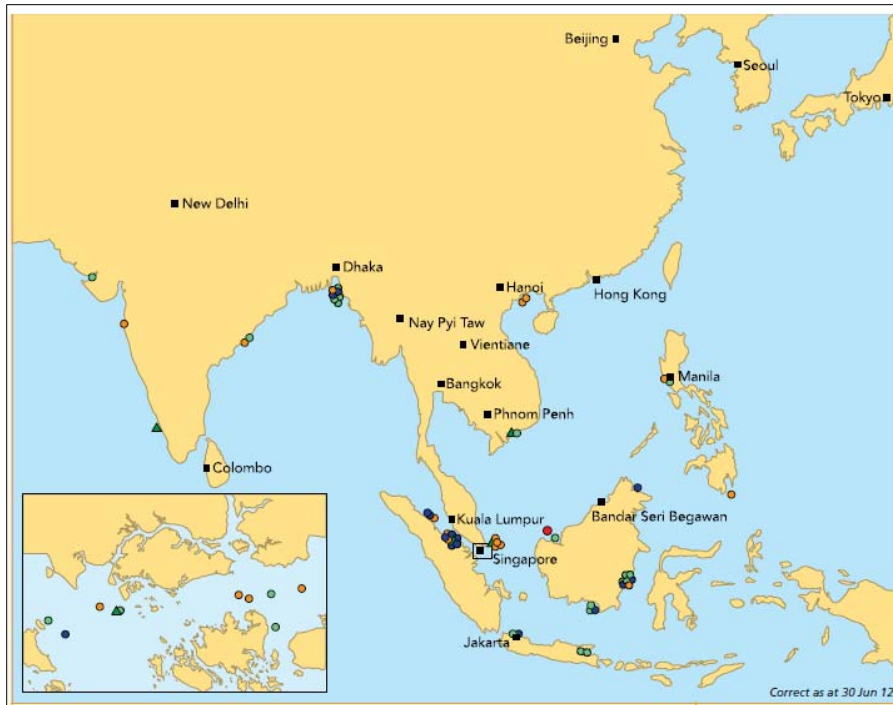 Beijing
Seoul
Tokyo
New Delhi
Dhaka
Hanoi
Hong Kong
Nay Pyi Taw
Vientiane
Bangkok
Manila
Phnom Penh
Colombo
Kuala Lumpur
Bandar Seri Begawan
Singapore
Jakarta
Correct as at 30 Jun 12